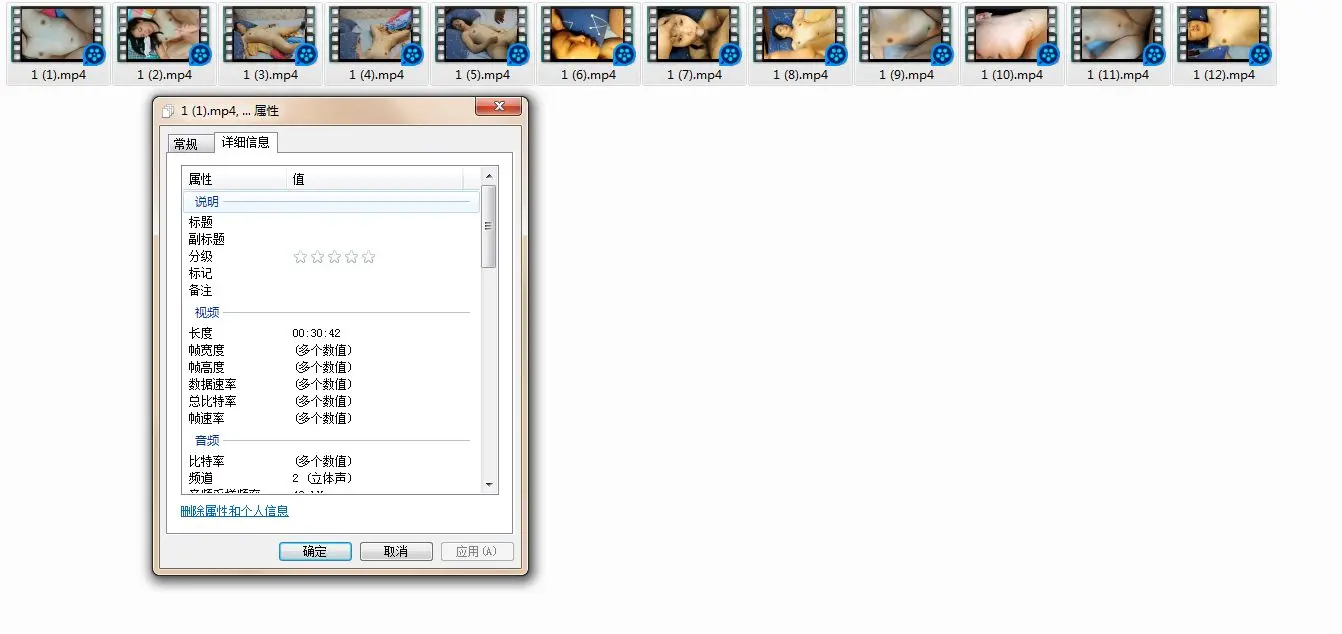 1 (1).mp4
1 (2).mp4
1 (3).mp4
1 (4).mp4
1 (5).mp4
1 (6).mp4
1 (7).mp4
1 (8).mp4
1 (9).mp4
1 (10).mp4
1 (11).mp4
1 (12).mp4
1 (1).mp4, ... 属性
常规
详细信息
属性 值
说明
标题
副标题
分级
标记
备注
视频
长度 00:30:42
帧宽度 (多个数值)
帧高度 (多个数值)
数据速率 (多个数值)
总比特率 (多个数值)
帧速率 (多个数值)
音频
比特率 (多个数值)
频道 2 (立体声)
删除属性和个人信息
确定
取消
应用(A)